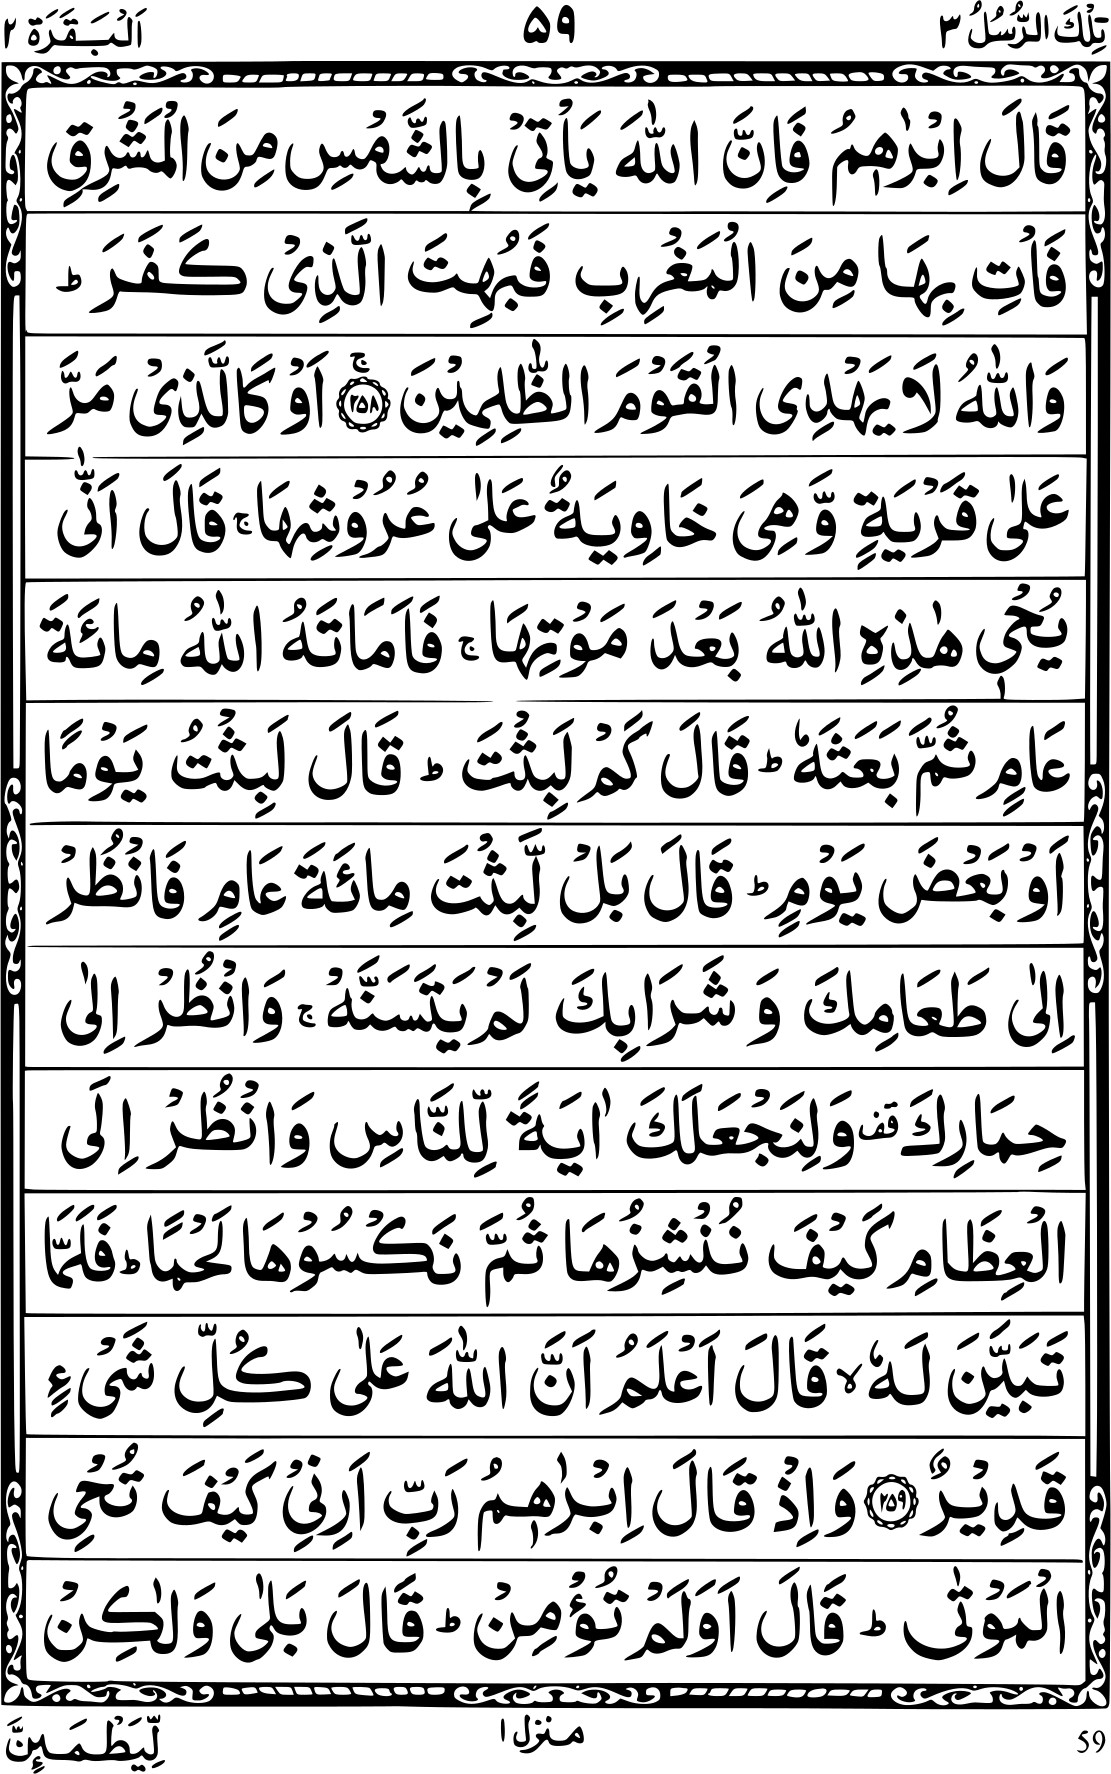 تِلْكَ الرُّسُلُ ٣ ٥٩ اَلْبَقَرَة ٢
قَالَ اِبْرٰهٖمُ فَاِنَّ اللّٰهَ يَاْتِيْ بِالشَّمْسِ مِنَ الْمَشْرِقِ
فَاْتِ بِهَا مِنَ الْمَغْرِبِ فَبُهِتَ الَّذِيْ كَفَرَ ؕ
وَاللّٰهُ لَا يَهْدِى الْقَوْمَ الظّٰلِمِيْنَ ۚ ﴿٢٥٨﴾ اَوْ كَالَّذِيْ مَرَّ
عَلٰى قَرْيَةٍ وَّ هِيَ خَاوِيَةٌ عَلٰى عُرُوْشِهَا ۚ قَالَ اَنّٰى
يُحْيٖ هٰذِهِ اللّٰهُ بَعْدَ مَوْتِهَا ۚ فَاَمَاتَهُ اللّٰهُ مِائَةَ
عَامٍ ثُمَّ بَعَثَهٗ ؕ قَالَ كَمْ لَبِثْتَ ؕ قَالَ لَبِثْتُ يَوْمًا
اَوْ بَعْضَ يَوْمٍ ؕ قَالَ بَلْ لَّبِثْتَ مِائَةَ عَامٍ فَانْظُرْ
اِلٰى طَعَامِكَ وَ شَرَابِكَ لَمْ يَتَسَنَّهْ ۚ وَانْظُرْ اِلٰى
حِمَارِكَ قف وَلِنَجْعَلَكَ اٰيَةً لِّلنَّاسِ وَانْظُرْ اِلَى
الْعِظَامِ كَيْفَ نُنْشِزُهَا ثُمَّ نَكْسُوْهَا لَحْمًا ؕ فَلَمَّا
تَبَيَّنَ لَهٗ ۙ قَالَ اَعْلَمُ اَنَّ اللّٰهَ عَلٰى كُلِّ شَيْءٍ
قَدِيْرٌ ﴿٢٥٩﴾ وَاِذْ قَالَ اِبْرٰهٖمُ رَبِّ اَرِنِيْ كَيْفَ تُحْيِ
الْمَوْتٰى ؕ قَالَ اَوَلَمْ تُؤْمِنْ ؕ قَالَ بَلٰى وَلٰكِنْ
لِّيَطْمَئِنَّ
منزل ١
59